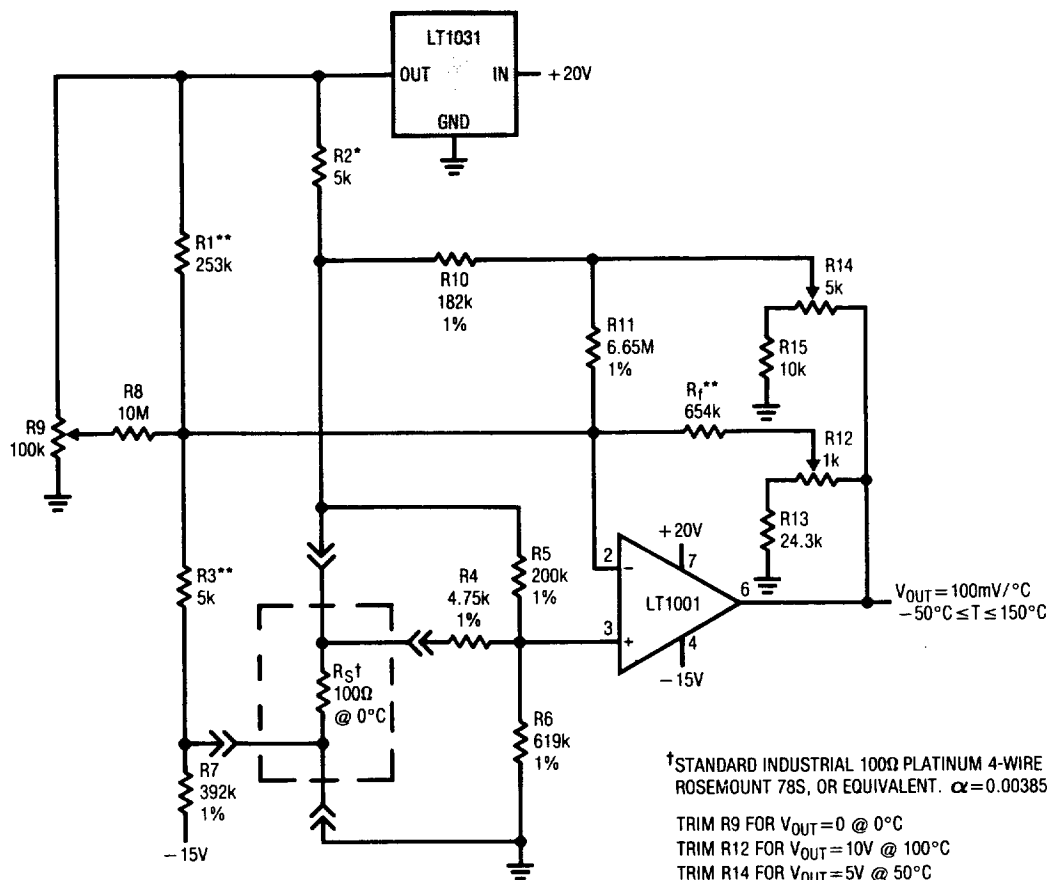 LT1031
OUT
IN
+20V
GND
R2*
5k
R1**
253k
R10
182k
1%
R14
5k
R11
6.65M
1%
R15
10k
R8
10M
R9
100k
Rf**
654k
R12
1k
R13
24.3k
R3**
5k
R4
4.75k
1%
R5
200k
1%
+20V
2
−
7
LT1001
6
3
+
4
−15V
VOUT=100mV/°C
−50°C≤T≤150°C
RS†
100Ω
@ 0°C
R6
619k
1%
R7
392k
1%
−15V
†STANDARD INDUSTRIAL 100Ω PLATINUM 4-WIRE
ROSEMOUNT 78S, OR EQUIVALENT. α=0.00385
TRIM R9 FOR VOUT=0 @ 0°C
TRIM R12 FOR VOUT=10V @ 100°C
TRIM R14 FOR VOUT=5V @ 50°C